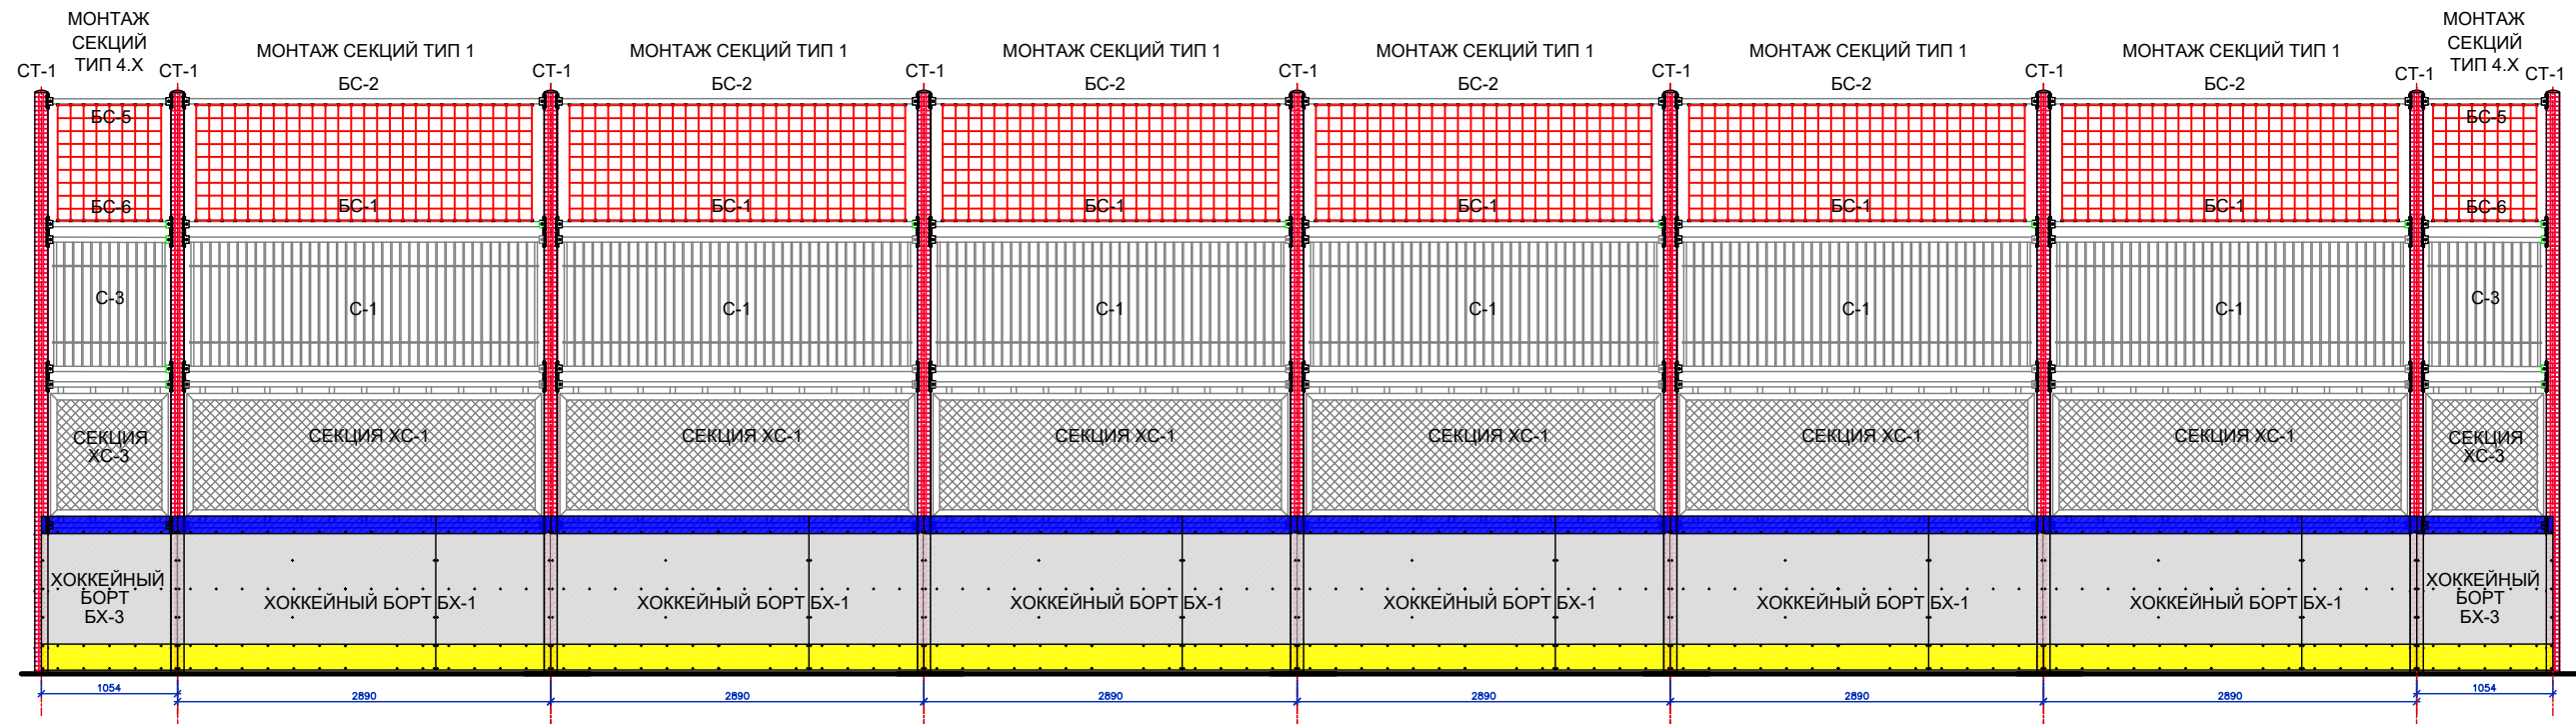 МОНТАЖ
СЕКЦИЙ
ТИП 4.Х
МОНТАЖ СЕКЦИЙ ТИП 1
МОНТАЖ СЕКЦИЙ ТИП 1
МОНТАЖ СЕКЦИЙ ТИП 1
МОНТАЖ СЕКЦИЙ ТИП 1
МОНТАЖ СЕКЦИЙ ТИП 1
МОНТАЖ СЕКЦИЙ ТИП 1
МОНТАЖ
СЕКЦИЙ
ТИП 4.Х
СТ-1
СТ-1
СТ-1
СТ-1
СТ-1
СТ-1
СТ-1
СТ-1
СТ-1
БС-2
БС-2
БС-2
БС-2
БС-2
БС-2
БС-5
БС-5
БС-6
БС-1
БС-1
БС-1
БС-1
БС-1
БС-1
БС-6
С-3
С-1
С-1
С-1
С-1
С-1
С-1
С-3
СЕКЦИЯ
ХС-3
СЕКЦИЯ ХС-1
СЕКЦИЯ ХС-1
СЕКЦИЯ ХС-1
СЕКЦИЯ ХС-1
СЕКЦИЯ ХС-1
СЕКЦИЯ ХС-1
СЕКЦИЯ
ХС-3
ХОККЕЙНЫЙ
БОРТ
БХ-3
ХОККЕЙНЫЙ БОРТ БХ-1
ХОККЕЙНЫЙ БОРТ БХ-1
ХОККЕЙНЫЙ БОРТ БХ-1
ХОККЕЙНЫЙ БОРТ БХ-1
ХОККЕЙНЫЙ БОРТ БХ-1
ХОККЕЙНЫЙ БОРТ БХ-1
ХОККЕЙНЫЙ
БОРТ
БХ-3
1054
2890
2890
2890
2890
2890
2890
1054